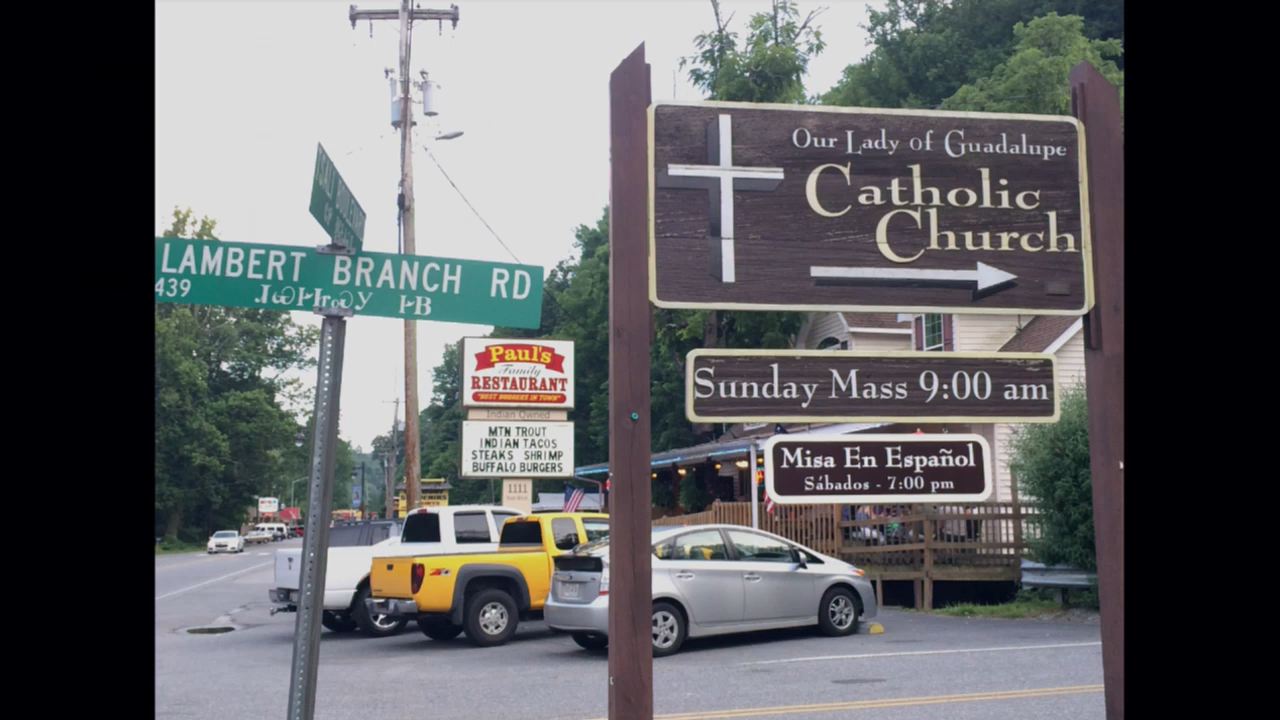 LAMBERT BRANCH RD
439
Paul's
Family
RESTAURANT
"BEST BURGERS IN TOWN"
Indian Owned
MTN TROUT
INDIAN TACOS
STEAKS SHRIMP
BUFFALO BURGERS
1111
Our Lady of Guadalupe
Catholic
Church
Sunday Mass 9:00 am
Misa En Español
Sábados - 7:00 pm